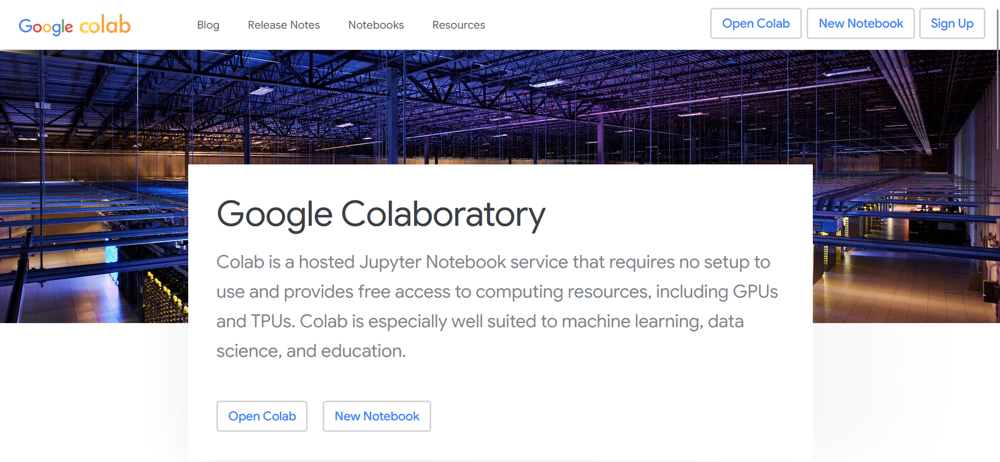 Google colab
Blog
Release Notes
Notebooks
Resources
Open Colab
New Notebook
Sign Up
Google Colaboratory
Colab is a hosted Jupyter Notebook service that requires no setup to
use and provides free access to computing resources, including GPUs
and TPUs. Colab is especially well suited to machine learning, data
science, and education.
Open Colab
New Notebook